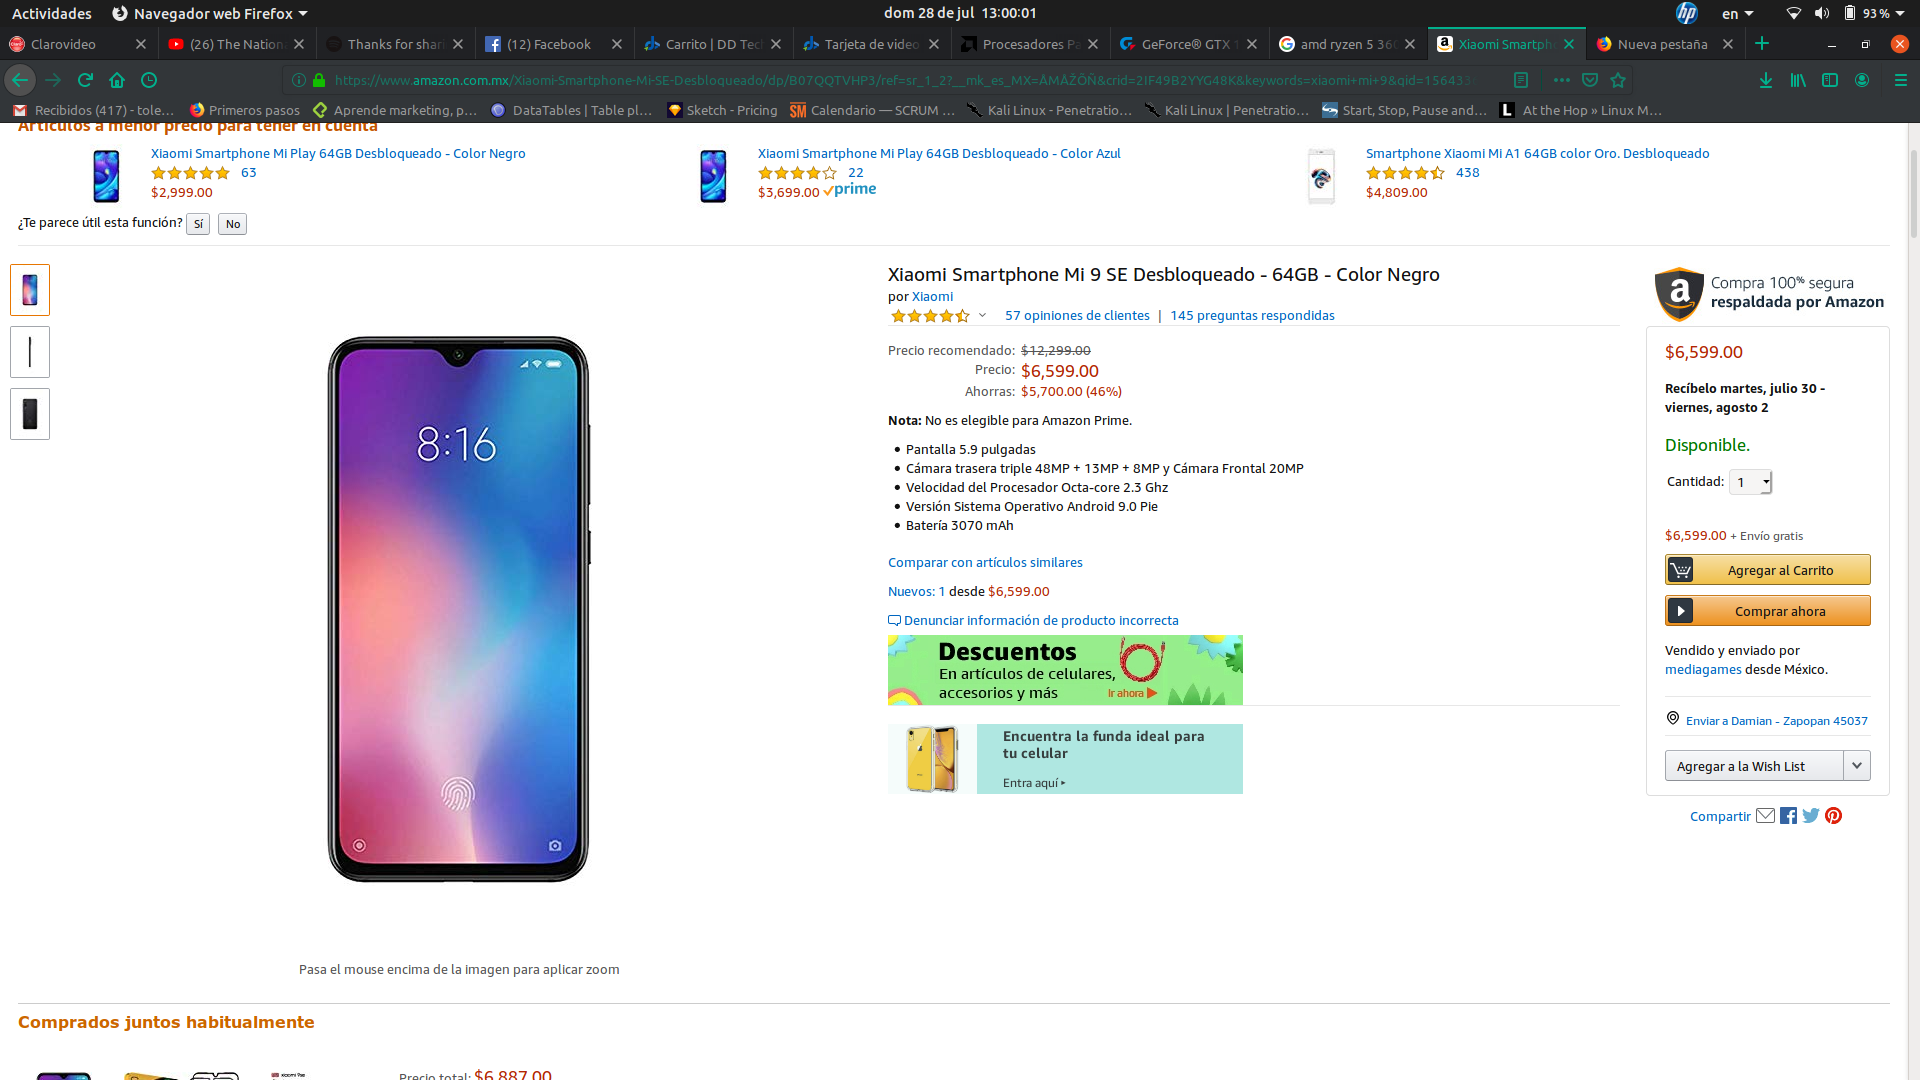 Actividades
Navegador web Firefox
dom 28 de jul 13:00:01
en
93 %
Clarovideo
(26) The Nation
Thanks for shari
(12) Facebook
Carrito | DD Tec
Tarjeta de video
Procesadores Pa
GeForce® GTX 1
amd ryzen 5 360
Xiaomi Smartph
Nueva pestaña
https://www.amazon.com.mx/Xiaomi-Smartphone-Mi-SE-Desbloqueado/dp/B07QQTVHP3/ref=sr_1_2?__mk_es_MX=ÅMÅŽÕÑ&crid=2IF49B2YYG48K&keywords=xiaomi+mi+9&qid=156433
Recibidos (417) - tole…
Primeros pasos
Aprende marketing, p…
DataTables | Table pl…
Sketch - Pricing
Calendario — SCRUM …
Kali Linux - Penetratio…
Kali Linux | Penetratio…
Start, Stop, Pause and…
At the Hop » Linux M…
Artículos a menor precio para tener en cuenta
Xiaomi Smartphone Mi Play 64GB Desbloqueado - Color Negro
63
$2,999.00
Xiaomi Smartphone Mi Play 64GB Desbloqueado - Color Azul
22
$3,699.00 prime
Smartphone Xiaomi Mi A1 64GB color Oro. Desbloqueado
438
$4,809.00
¿Te parece útil esta función? Sí No
8:16
Pasa el mouse encima de la imagen para aplicar zoom
Xiaomi Smartphone Mi 9 SE Desbloqueado - 64GB - Color Negro
por Xiaomi
57 opiniones de clientes | 145 preguntas respondidas
Precio recomendado: $12,299.00
Precio: $6,599.00
Ahorras: $5,700.00 (46%)
Nota: No es elegible para Amazon Prime.
• Pantalla 5.9 pulgadas
• Cámara trasera triple 48MP + 13MP + 8MP y Cámara Frontal 20MP
• Velocidad del Procesador Octa-core 2.3 Ghz
• Versión Sistema Operativo Android 9.0 Pie
• Batería 3070 mAh
Comparar con artículos similares
Nuevos: 1 desde $6,599.00
Denunciar información de producto incorrecta
Descuentos
En artículos de celulares,
accesorios y más
Ir ahora
Encuentra la funda ideal para
tu celular
Entra aquí ▸
Compra 100% segura
respaldada por Amazon
$6,599.00
Recíbelo martes, julio 30 -
viernes, agosto 2
Disponible.
Cantidad: 1
$6,599.00 + Envío gratis
Agregar al Carrito
Comprar ahora
Vendido y enviado por
mediagames desde México.
Enviar a Damian - Zapopan 45037
Agregar a la Wish List
Compartir
Comprados juntos habitualmente
Precio total: $6,887.00